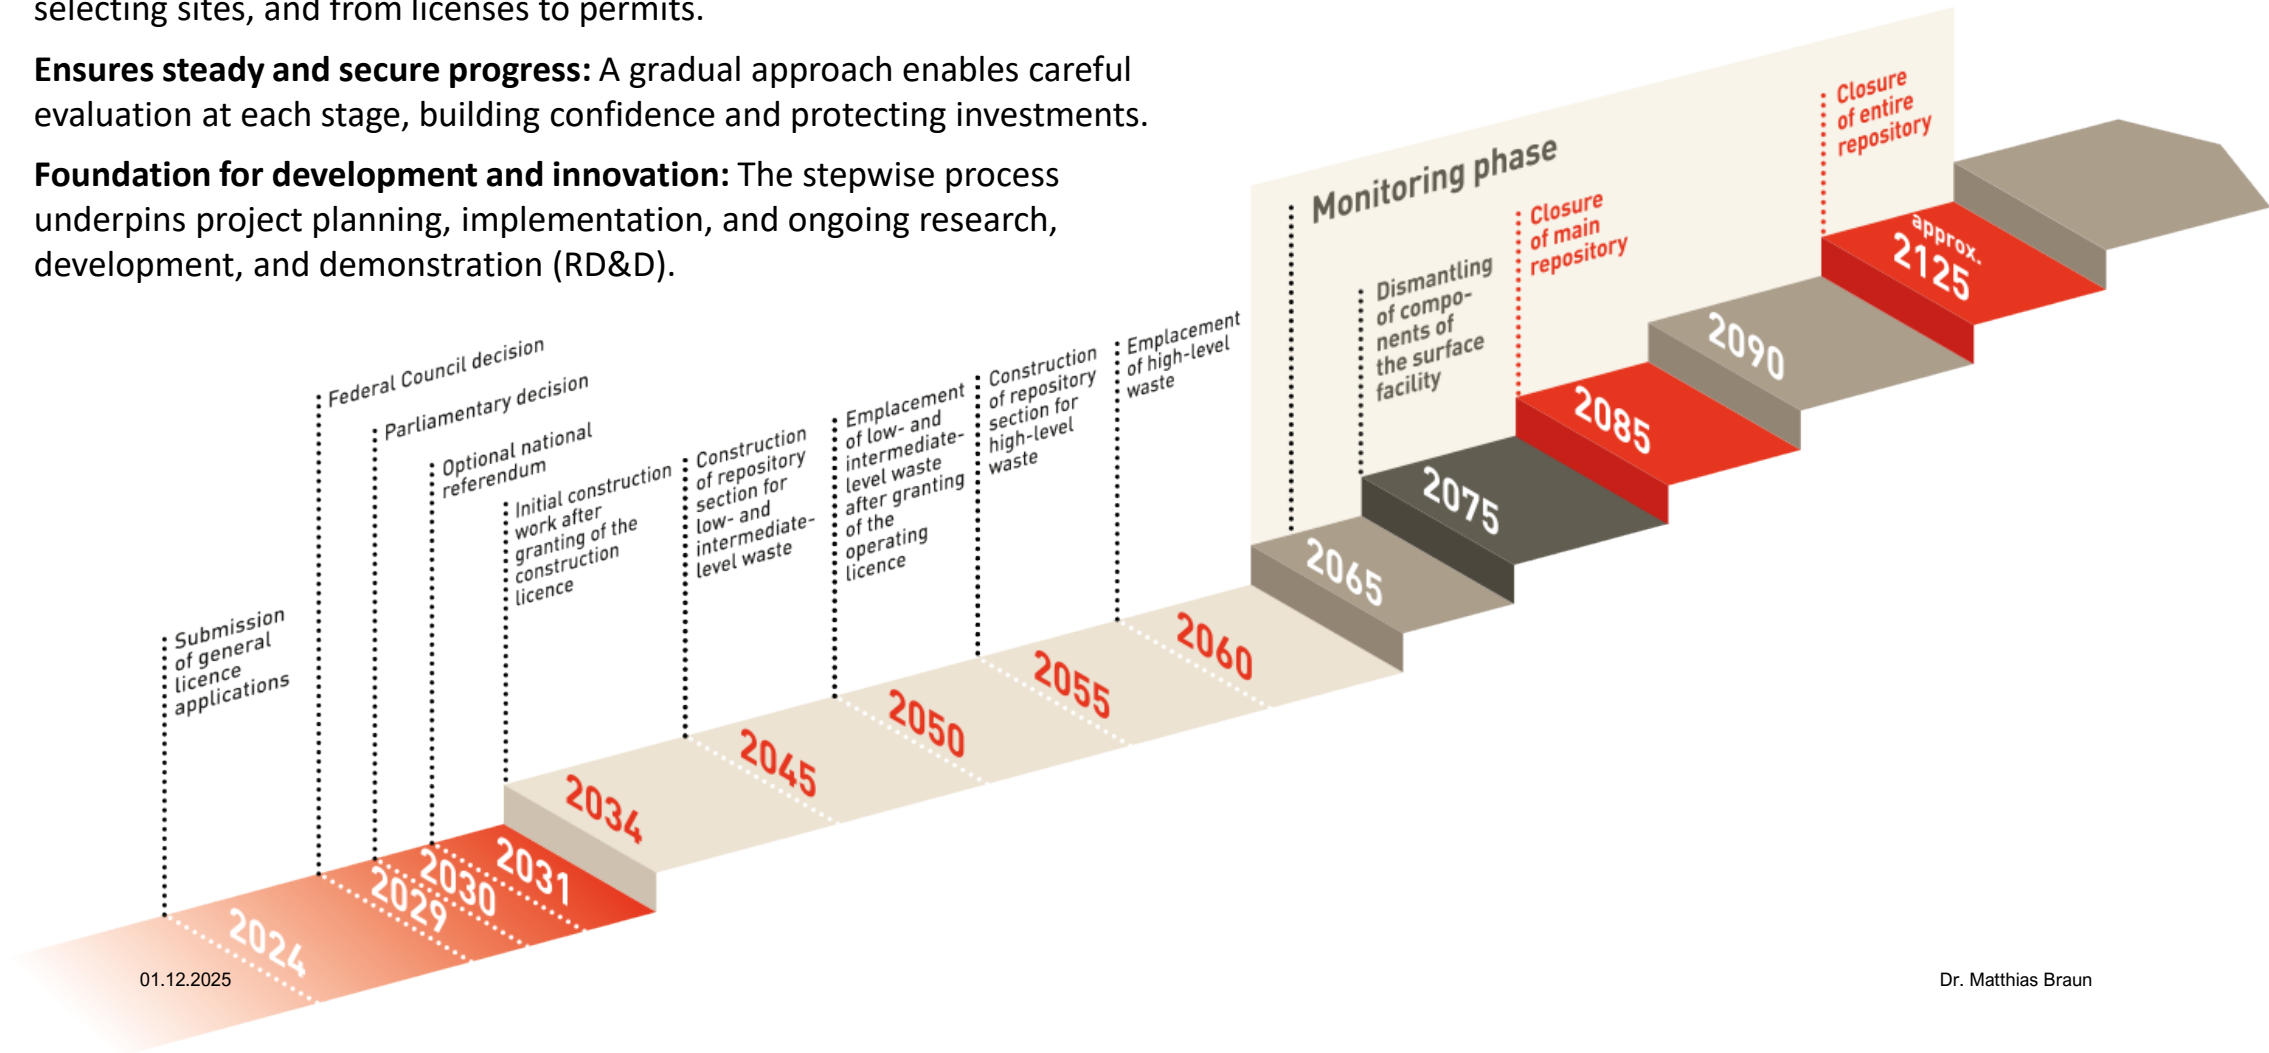 selecting sites, and from licenses to permits.
Ensures steady and secure progress: A gradual approach enables careful
evaluation at each stage, building confidence and protecting investments.
Foundation for development and innovation: The stepwise process
underpins project planning, implementation, and ongoing research,
development, and demonstration (RD&D).
Submission
of general
licence
applications
Federal Council decision
Parliamentary decision
Optional national
referendum
Initial construction
work after
granting of the
construction
licence
Construction
of repository
section for
low- and
intermediate-
level waste
Emplacement
of low- and
intermediate-
level waste
after granting
of the
operating
licence
Construction
of repository
section for
high-level
waste
Emplacement
of high-level
waste
Monitoring phase
Dismantling
of compo-
nents of
the surface
facility
Closure
of main
repository
Closure
of entire
repository
2024
2029
2030
2031
2034
2045
2050
2055
2060
2065
2075
2085
2090
approx.
2125
01.12.2025
Dr. Matthias Braun